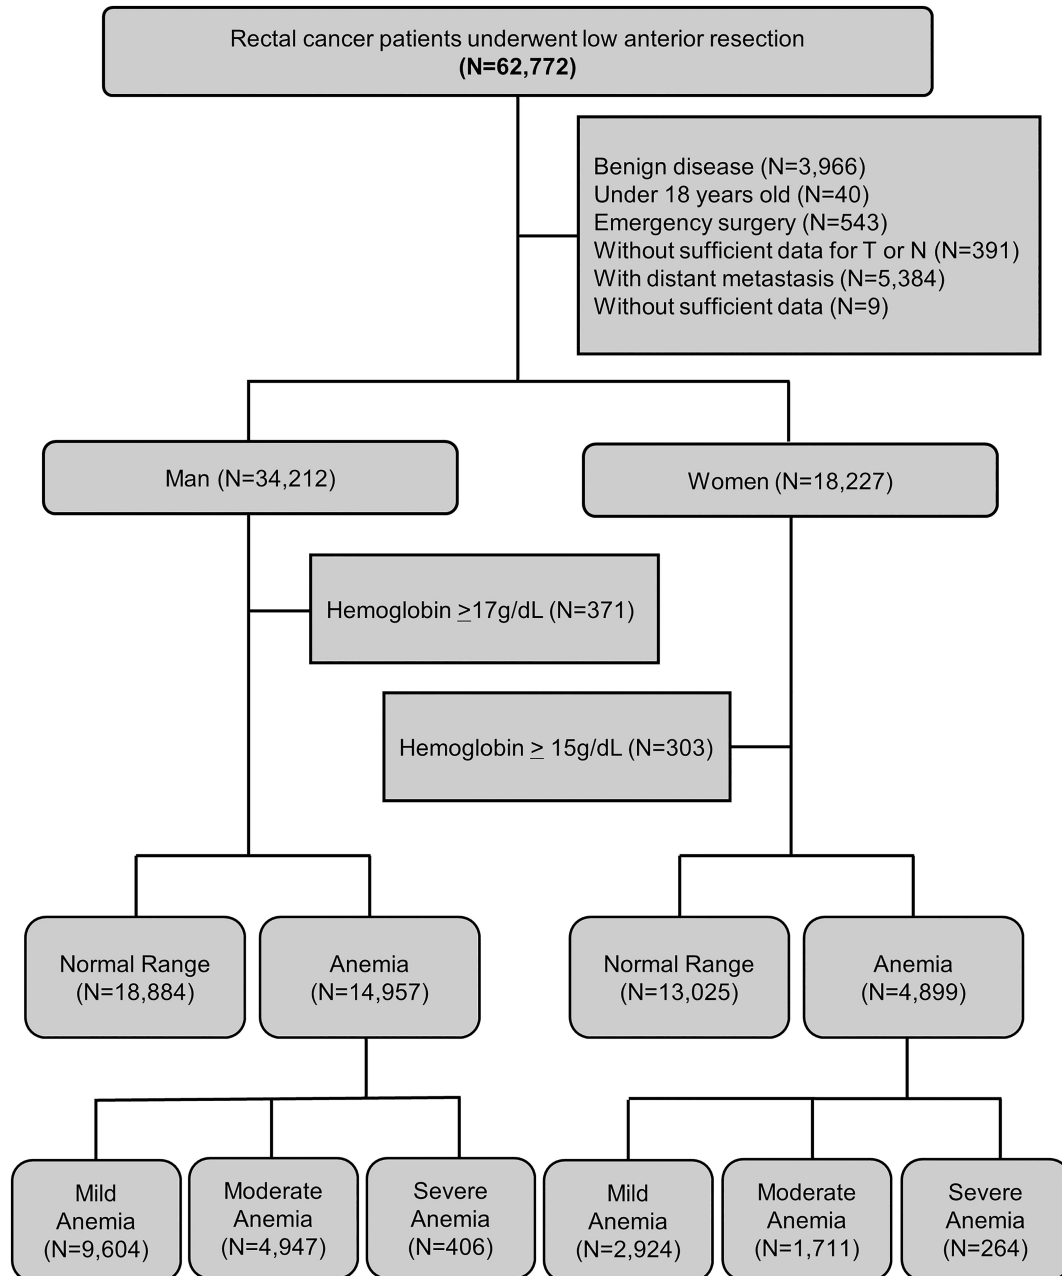 Rectal cancer patients underwent low anterior resection
(N=62,772)
Benign disease (N=3,966)
Under 18 years old (N=40)
Emergency surgery (N=543)
Without sufficient data for T or N (N=391)
With distant metastasis (N=5,384)
Without sufficient data (N=9)
Man (N=34,212)
Women (N=18,227)
Hemoglobin ≥17g/dL (N=371)
Hemoglobin ≥ 15g/dL (N=303)
Normal Range
(N=18,884)
Anemia
(N=14,957)
Normal Range
(N=13,025)
Anemia
(N=4,899)
Mild
Anemia
(N=9,604)
Moderate
Anemia
(N=4,947)
Severe
Anemia
(N=406)
Mild
Anemia
(N=2,924)
Moderate
Anemia
(N=1,711)
Severe
Anemia
(N=264)